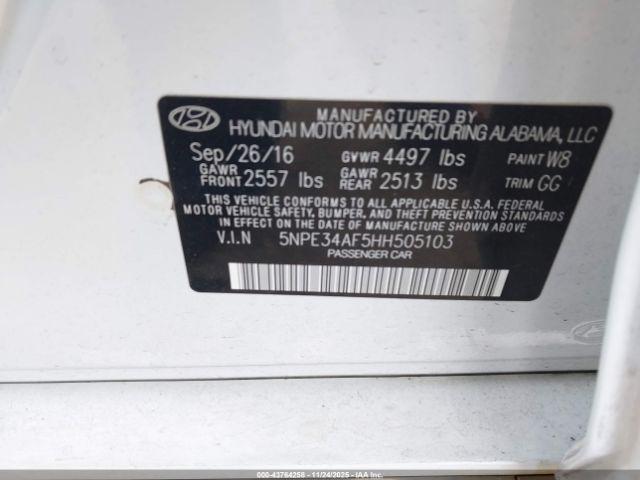 MANUFACTURED BY
HYUNDAI MOTOR MANUFACTURING ALABAMA, LLC
Sep/26/16 GVWR 4497 lbs PAINT W8
GAWR FRONT 2557 lbs GAWR REAR 2513 lbs TRIM GG
THIS VEHICLE CONFORMS TO ALL APPLICABLE U.S.A. FEDERAL
MOTOR VEHICLE SAFETY, BUMPER, AND THEFT PREVENTION STANDARDS
IN EFFECT ON THE DATE OF MANUFACTURE SHOWN ABOVE.
V.I.N 5NPE34AF5HH505103
PASSENGER CAR
000-43764258 - 11/24/2025 - IAA Inc.